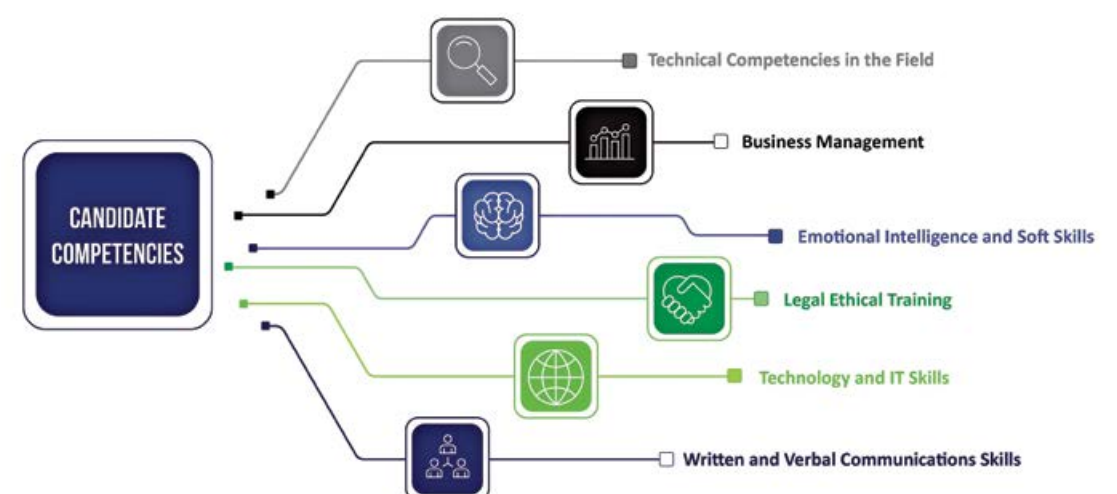 CANDIDATE
COMPETENCIES
Technical Competencies in the Field
Business Management
Emotional Intelligence and Soft Skills
Legal Ethical Training
Technology and IT Skills
Written and Verbal Communications Skills